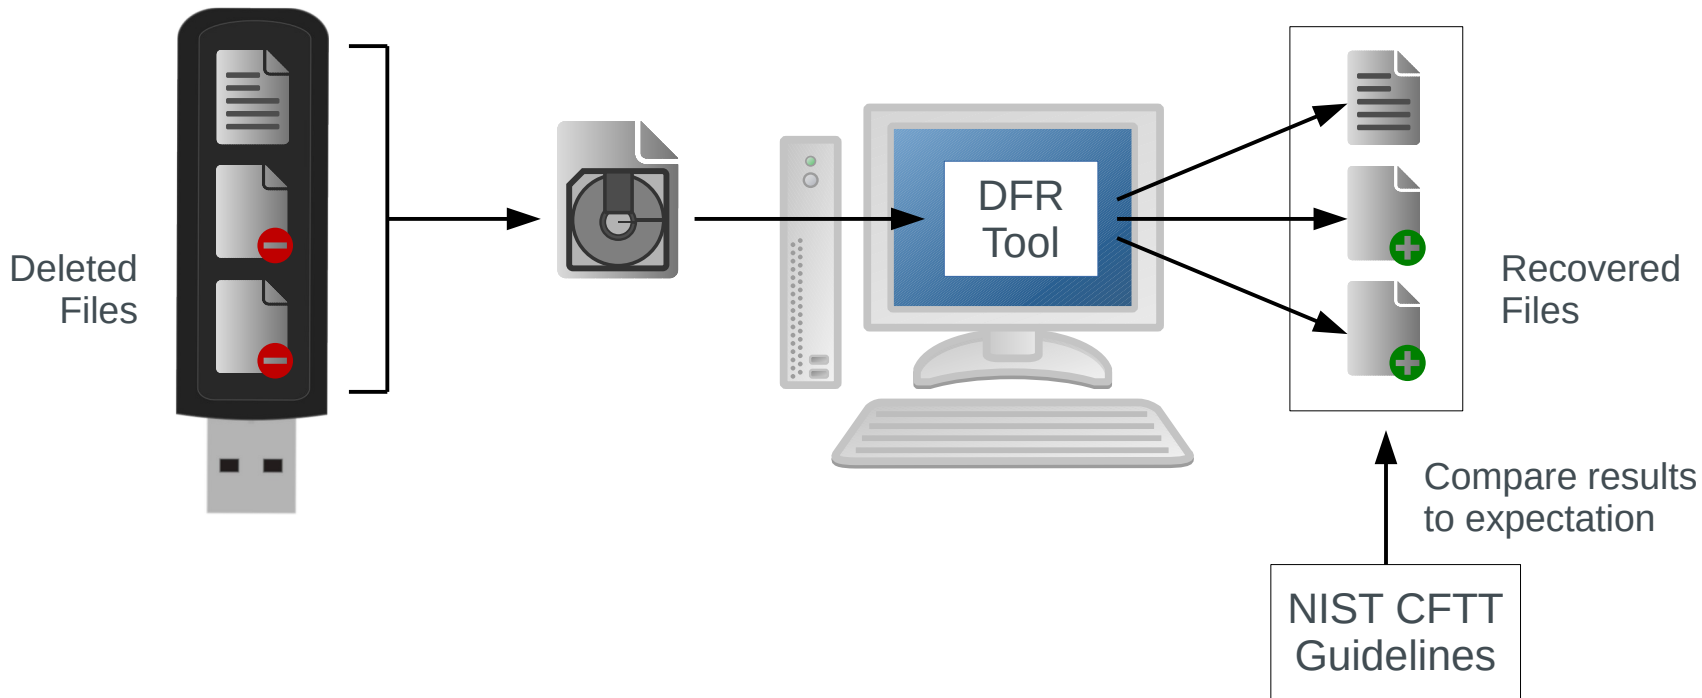 Deleted
Files
DFR
Tool
Recovered
Files
Compare results
to expectation
NIST CFTT
Guidelines